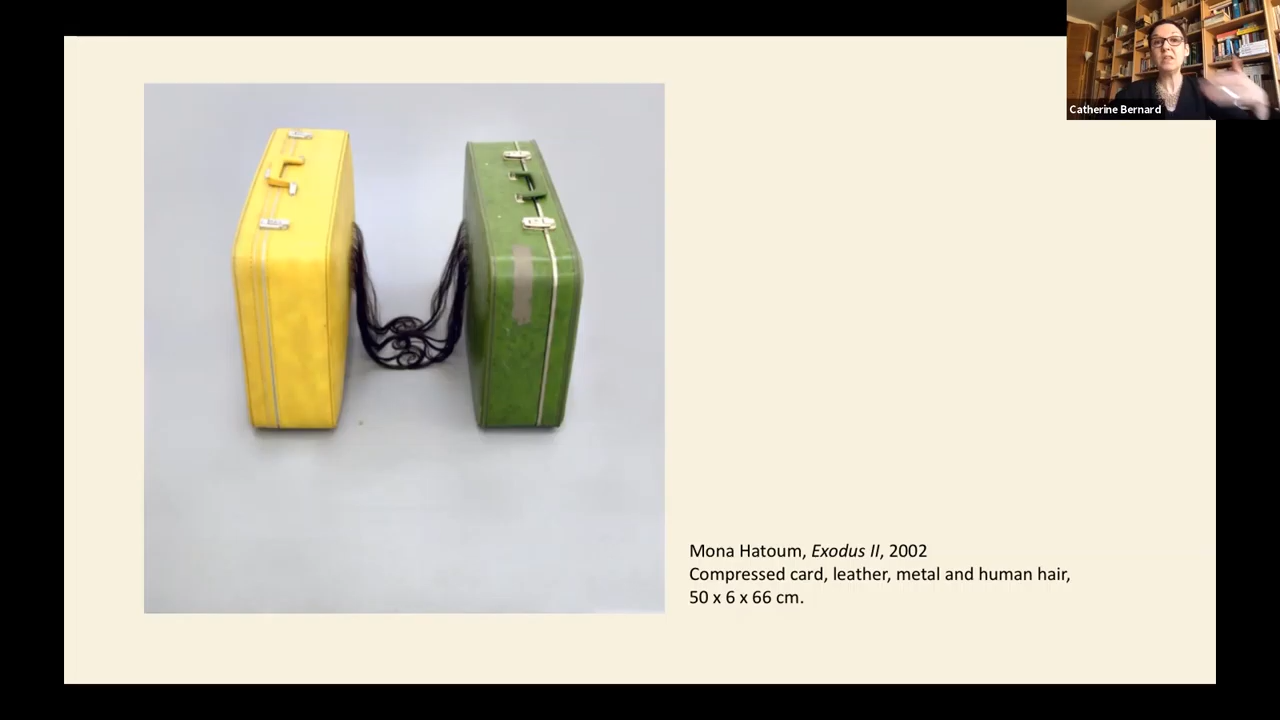 Catherine Bernard
Mona Hatoum, Exodus II, 2002
Compressed card, leather, metal and human hair,
50 x 6 x 66 cm.